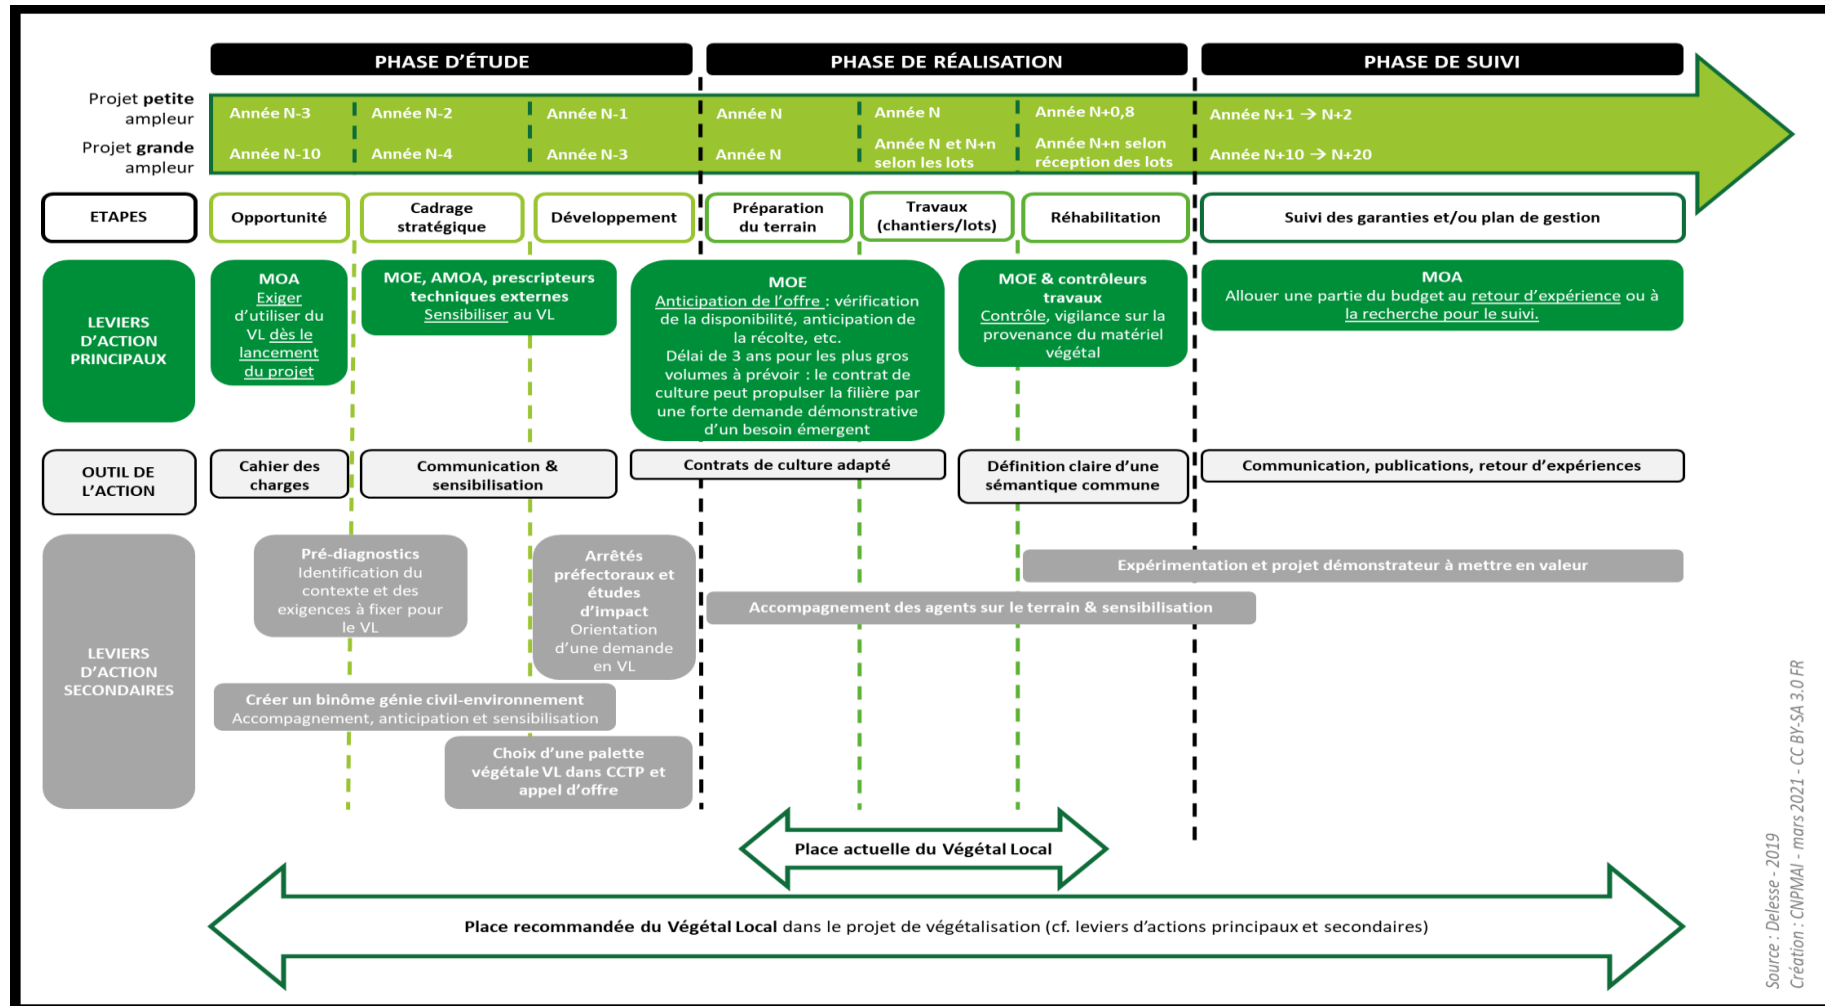 PHASE D'ÉTUDE
PHASE DE RÉALISATION
PHASE DE SUIVI
Projet petite
ampleur
Année N-3
Année N-2
Année N-1
Année N
Année N
Année N+0,8
Année N+1 → N+2
Projet grande
ampleur
Année N-10
Année N-4
Année N-3
Année N
Année N et N+n
selon les lots
Année N+n selon
réception des lots
Année N+10 → N+20
ETAPES
Opportunité
Cadrage
stratégique
Développement
Préparation
du terrain
Travaux
(chantiers/lots)
Réhabilitation
Suivi des garanties et/ou plan de gestion
LEVIERS
D'ACTION
PRINCIPAUX
MOA
Exiger
d'utiliser du
VL dès le
lancement
du projet
MOE, AMOA, prescripteurs
techniques externes
Sensibiliser au VL
MOE
Anticipation de l'offre : vérification
de la disponibilité, anticipation de
la récolte, etc.
Délai de 3 ans pour les plus gros
volumes à prévoir : le contrat de
culture peut propulser la filière par
une forte demande démonstrative
d'un besoin émergent
MOE & contrôleurs
travaux
Contrôle, vigilance sur la
provenance du matériel
végétal
MOA
Allouer une partie du budget au retour d'expérience ou à
la recherche pour le suivi.
OUTIL DE
L'ACTION
Cahier des
charges
Communication &
sensibilisation
Contrats de culture adapté
Définition claire d'une
sémantique commune
Communication, publications, retour d'expériences
LEVIERS
D'ACTION
SECONDAIRES
Pré-diagnostics
Identification du
contexte et des
exigences à fixer pour
le VL
Arrêtés
préfectoraux et
études
d'impact
Orientation
d'une demande
en VL
Expérimentation et projet démonstrateur à mettre en valeur
Accompagnement des agents sur le terrain & sensibilisation
Créer un binôme génie civil-environnement
Accompagnement, anticipation et sensibilisation
Choix d'une palette
végétale VL dans CCTP et
appel d'offre
Place actuelle du Végétal Local
Place recommandée du Végétal Local dans le projet de végétalisation (cf. leviers d'actions principaux et secondaires)
Source : Delesse - 2019
Création : CNPMAI - mars 2021 - CC BY-SA 3.0 FR